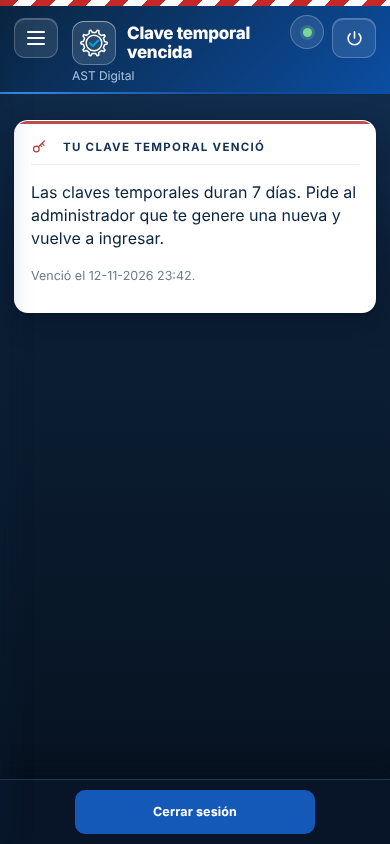 Clave temporal
vencida
AST Digital
TU CLAVE TEMPORAL VENCIÓ
Las claves temporales duran 7 días. Pide al
administrador que te genere una nueva y
vuelve a ingresar.
Venció el 12-11-2026 23:42.
Cerrar sesión